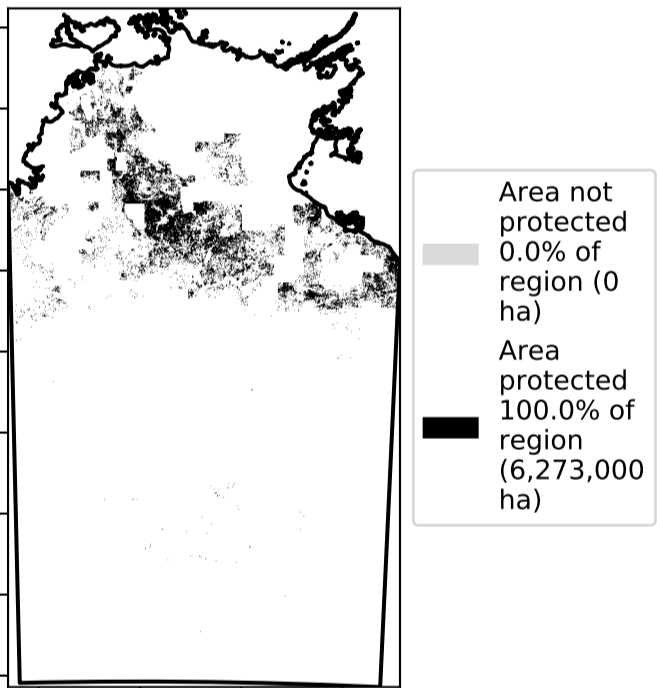 Area not
protected
0.0% of
region (0
ha)
Area
protected
100.0% of
region
(6,273,000
ha)